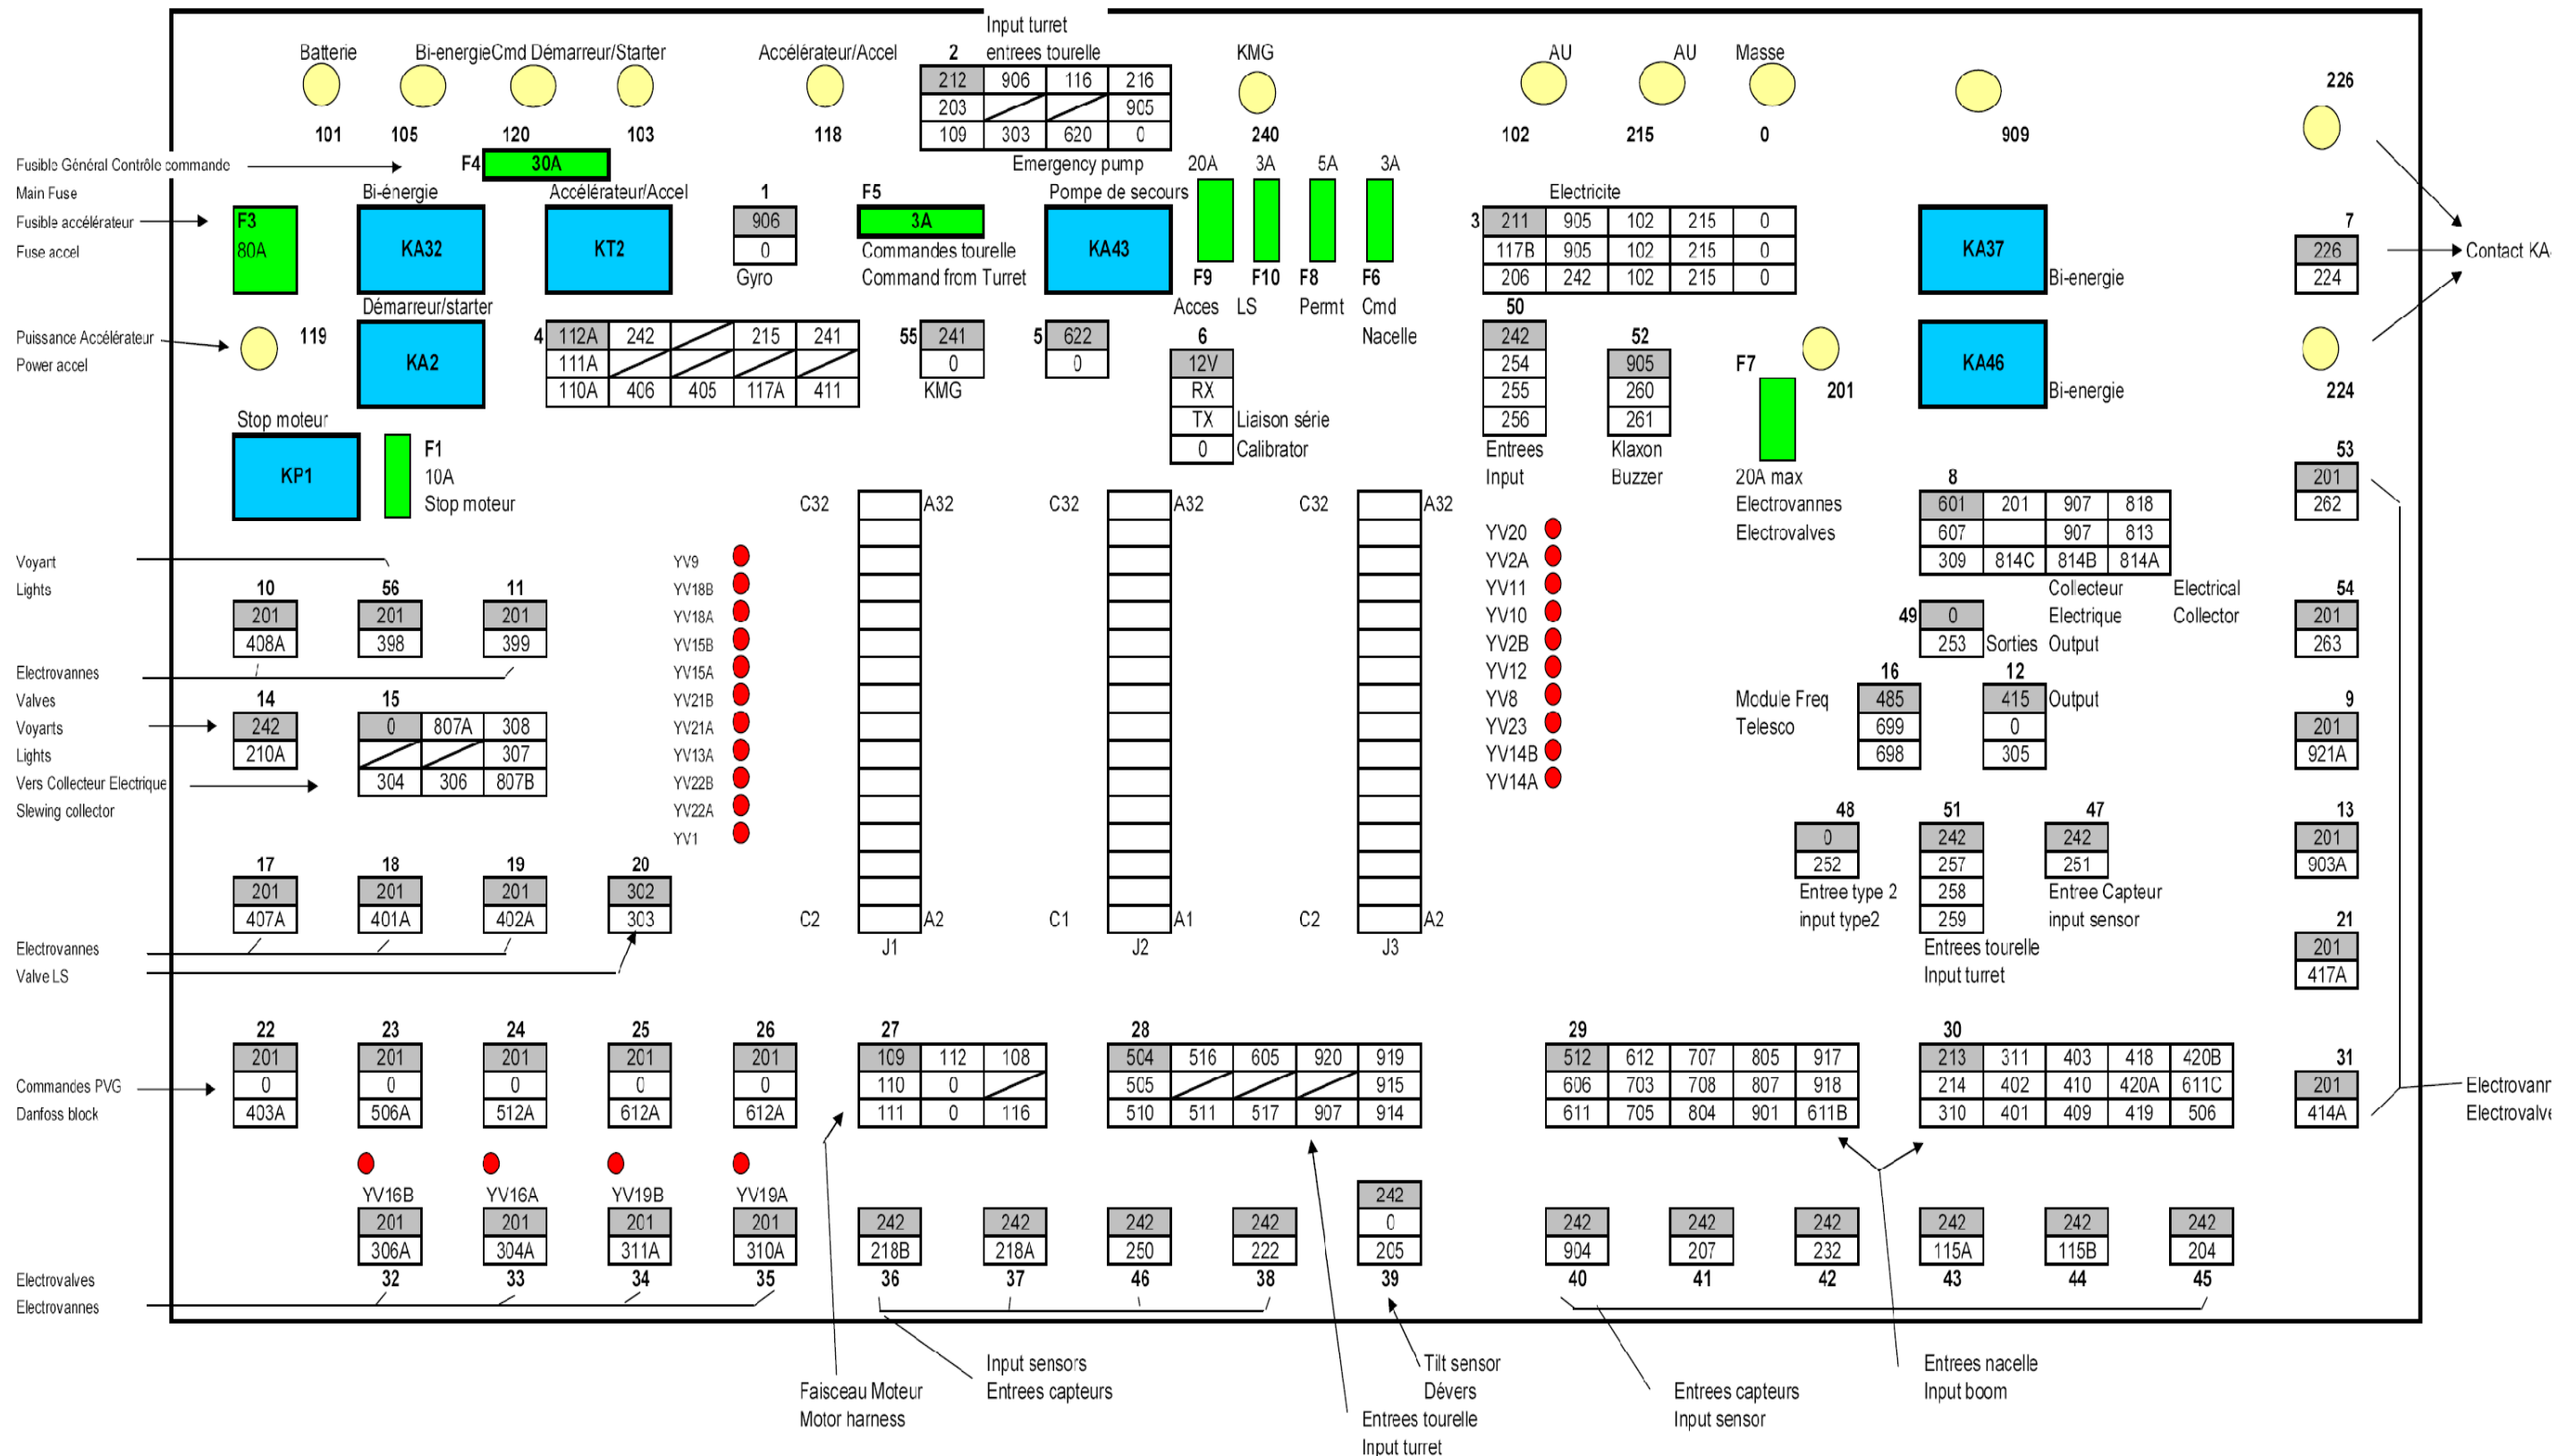 Input turret
Batterie Bi-energieCmd Démarreur/Starter Accélérateur/Accel 2 entrees tourelle KMG AU AU Masse
226
212 906 116 216
203 905
109 303 620 0
101 105 120 103 118 240 102 215 0 909
Fusible Général Contrôle commande F4 30A Emergency pump 20A 3A 5A 3A
Main Fuse Bi-énergie Accélérateur/Accel 1 F5 Pompe de secours Electricite
Fusible accélérateur F3 906 3A 3 211 905 102 215 0 7
Fuse accel 80A KA32 KT2 0 Commandes tourelle KA43 117B 905 102 215 0 KA37 226 Contact KA
Gyro Command from Turret F9 F10 F8 F6 206 242 102 215 0 Bi-energie 224
Démarreur/starter Acces LS Permt Cmd 50
Puissance Accélérateur 119 4 112A 242 215 241 55 241 5 622 6 Nacelle 242 52
Power accel KA2 111A 0 0 12V 254 905 F7 KA46
110A 406 405 117A 411 KMG RX 255 260 201 Bi-energie 224
Stop moteur TX Liaison série 256 261
KP1 F1 0 Calibrator Entrees Klaxon 53
10A Input Buzzer 20A max 8 201
Stop moteur C32 A32 C32 A32 C32 A32 Electrovannes 601 201 907 818 262
YV20 Electrovalves 607 907 813
Voyart YV9 YV2A 309 814C 814B 814A
Lights 10 56 11 YV18B YV11 Collecteur Electrical 54
201 201 201 YV18A YV10 49 0 Electrique Collector 201
408A 398 399 YV15B YV2B 253 Sorties Output 263
Electrovannes YV15A YV12 16 12
Valves 14 15 YV21B YV8 Module Freq 485 415 Output 9
Voyarts 242 0 807A 308 YV21A YV23 Telesco 699 0 201
Lights 210A 307 YV13A YV14B 698 305 921A
Vers Collecteur Electrique 304 306 807B YV22B YV14A
Slewing collector YV22A 48 51 47 13
YV1 0 242 242 201
17 18 19 20 252 257 251 903A
201 201 201 302 Entree type 2 258 Entree Capteur
407A 401A 402A 303 C2 A2 C1 A1 C2 A2 input type2 259 input sensor 21
Electrovannes J1 J2 J3 Entrees tourelle 201
Valve LS Input turret 417A
22 23 24 25 26 27 28 29 30
201 201 201 201 201 109 112 108 504 516 605 920 919 512 612 707 805 917 213 311 403 418 420B 31
Commandes PVG 0 0 0 0 0 110 0 505 915 606 703 708 807 918 214 402 410 420A 611C 201 Electrovann
Danfoss block 403A 506A 512A 612A 612A 111 0 116 510 511 517 907 914 611 705 804 901 611B 310 401 409 419 506 414A Electrovalve
YV16B YV16A YV19B YV19A 242
201 201 201 201 242 242 242 242 0 242 242 242 242 242 242
306A 304A 311A 310A 218B 218A 250 222 205 904 207 232 115A 115B 204
Electrovalves 32 33 34 35 36 37 46 38 39 40 41 42 43 44 45
Electrovannes
Input sensors Tilt sensor Entrees nacelle
Faisceau Moteur Entrees capteurs Dévers Entrees capteurs Input boom
Motor harness Entrees tourelle Input sensor
Input turret